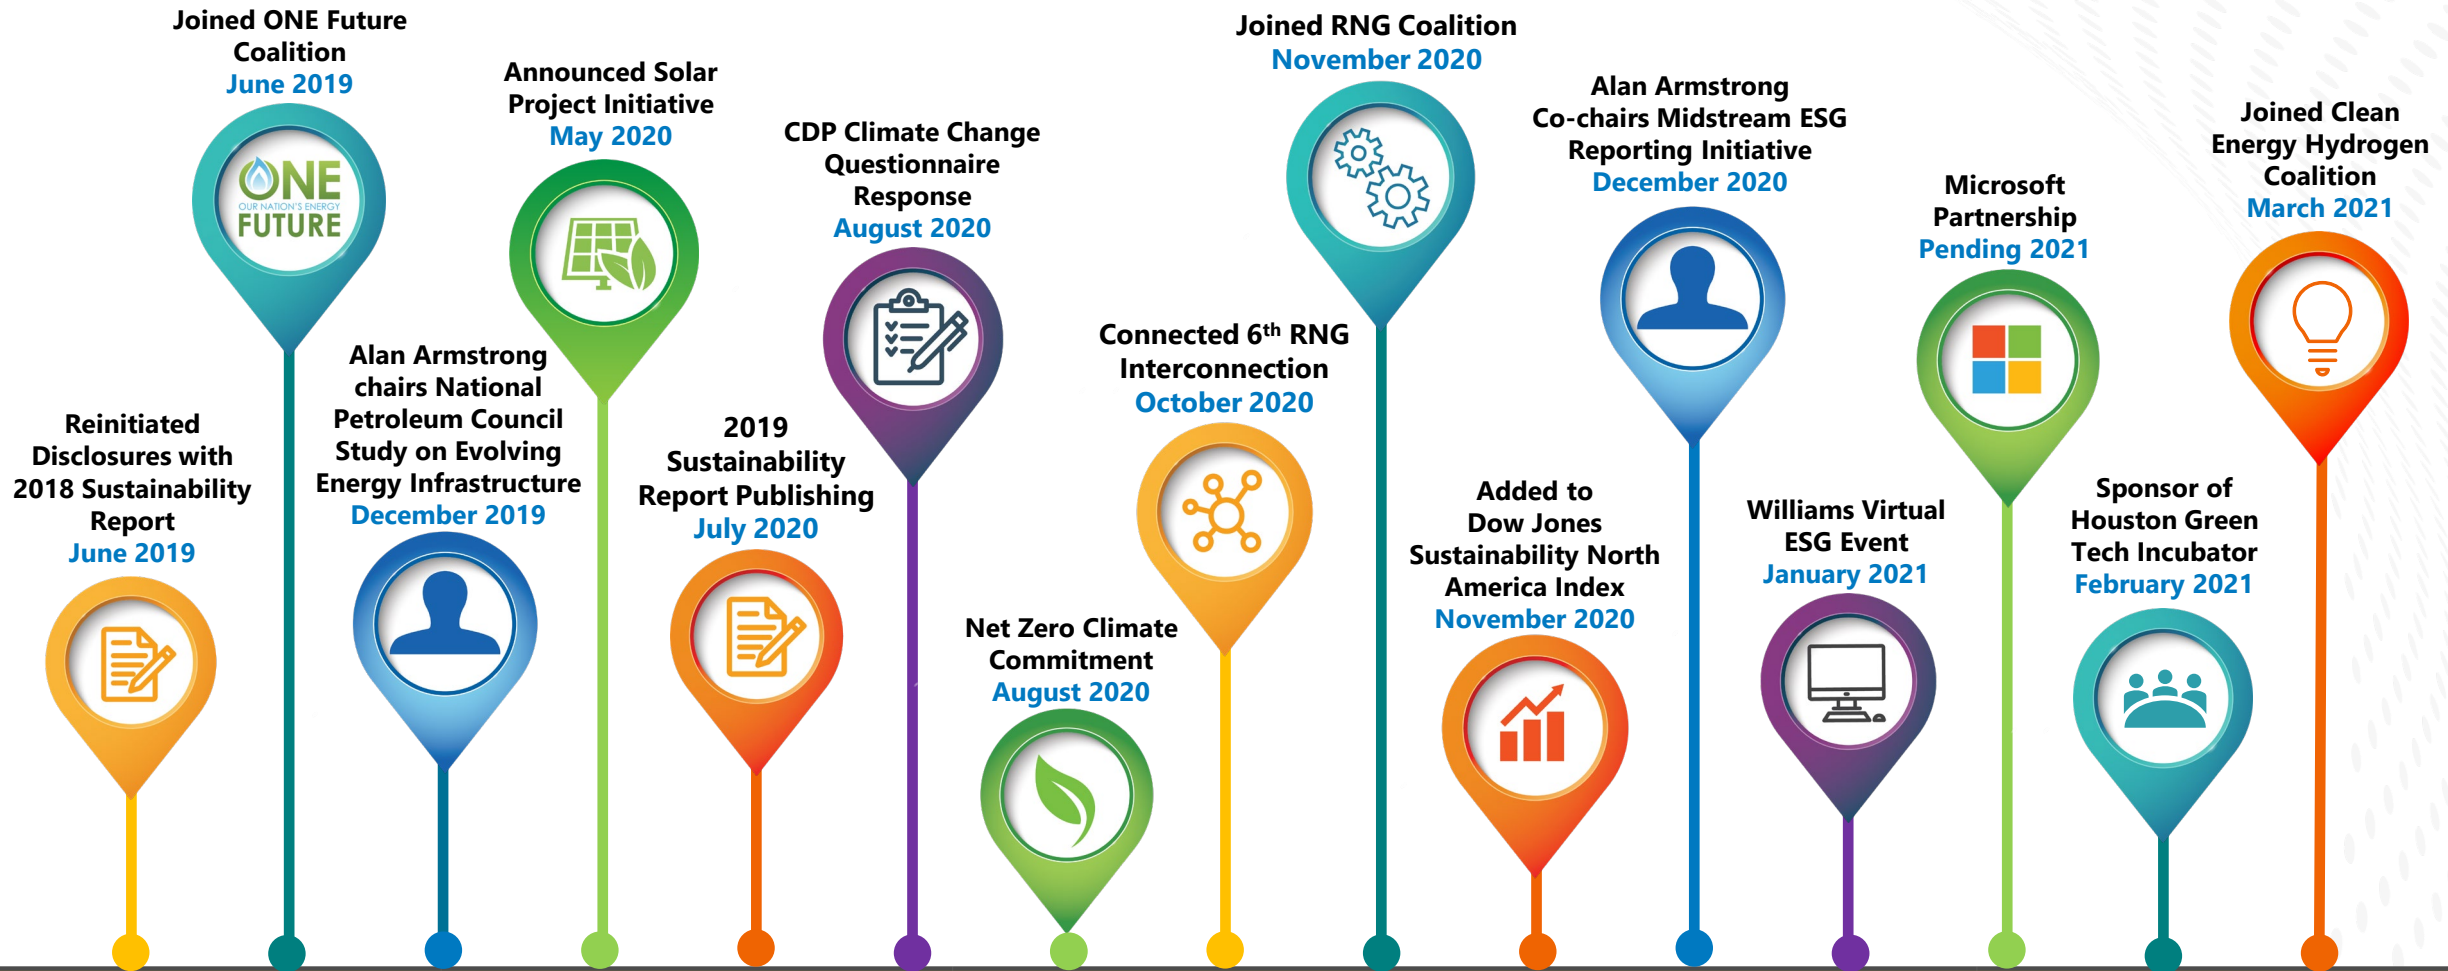 Reinitiated
Disclosures with
2018 Sustainability
Report
June 2019
Joined ONE Future
Coalition
June 2019
ONE
OUR NATION'S ENERGY
FUTURE
Alan Armstrong
chairs National
Petroleum Council
Study on Evolving
Energy Infrastructure
December 2019
Announced Solar
Project Initiative
May 2020
2019
Sustainability
Report Publishing
July 2020
CDP Climate Change
Questionnaire
Response
August 2020
Net Zero Climate
Commitment
August 2020
Connected 6th RNG
Interconnection
October 2020
Joined RNG Coalition
November 2020
Added to
Dow Jones
Sustainability North
America Index
November 2020
Alan Armstrong
Co-chairs Midstream ESG
Reporting Initiative
December 2020
Williams Virtual
ESG Event
January 2021
Microsoft
Partnership
Pending 2021
Sponsor of
Houston Green
Tech Incubator
February 2021
Joined Clean
Energy Hydrogen
Coalition
March 2021